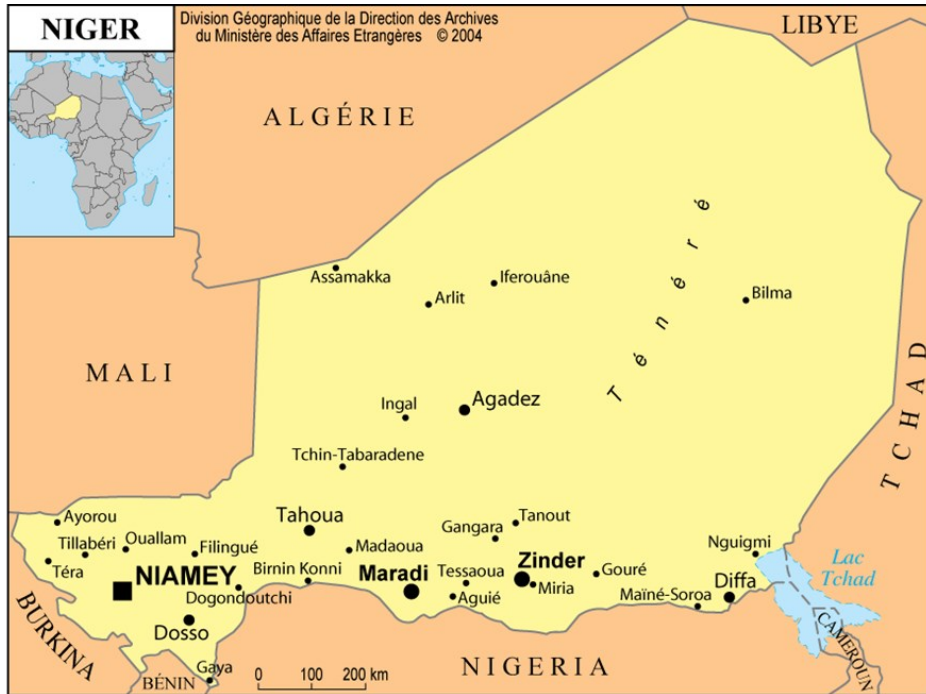 NIGER
Division Géographique de la Direction des Archives
du Ministère des Affaires Etrangères © 2004
LIBYE
ALGÉRIE
Ténéré
Assamakka
Iferouâne
Arlit
Bilma
MALI
TCHAD
Ingal
Agadez
Tchin-Tabaradene
Ayorou
Tahoua
Tanout
Gangara
Ouallam
Tillabéri
Filingué
Madaoua
Nguigmi
Lac
Tchad
Téra
NIAMEY
Birnin Konni
Maradi
Tessaoua
Zinder
Miria
Gouré
Diffa
Dogondoutchi
Aguié
Maïné-Soroa
BURKINA
Dosso
CAMEROUN
Gaya
BÉNIN
0 100 200 km
NIGERIA